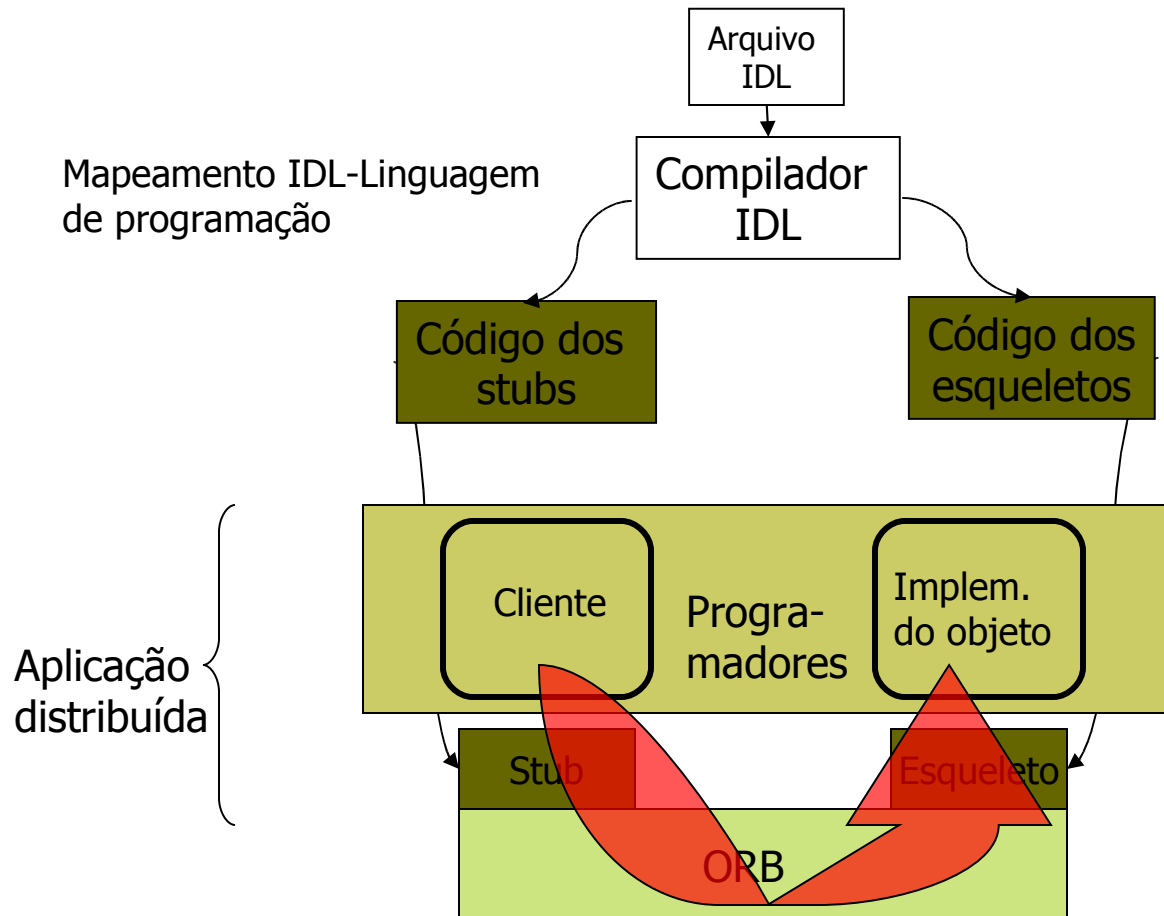 Arquivo
IDL
Mapeamento IDL-Linguagem
de programação
Compilador
IDL
Código dos
stubs
Código dos
esqueletos
Cliente
Progra-
madores
Implem.
do objeto
Aplicação
distribuída
Stub
Esqueleto
ORB